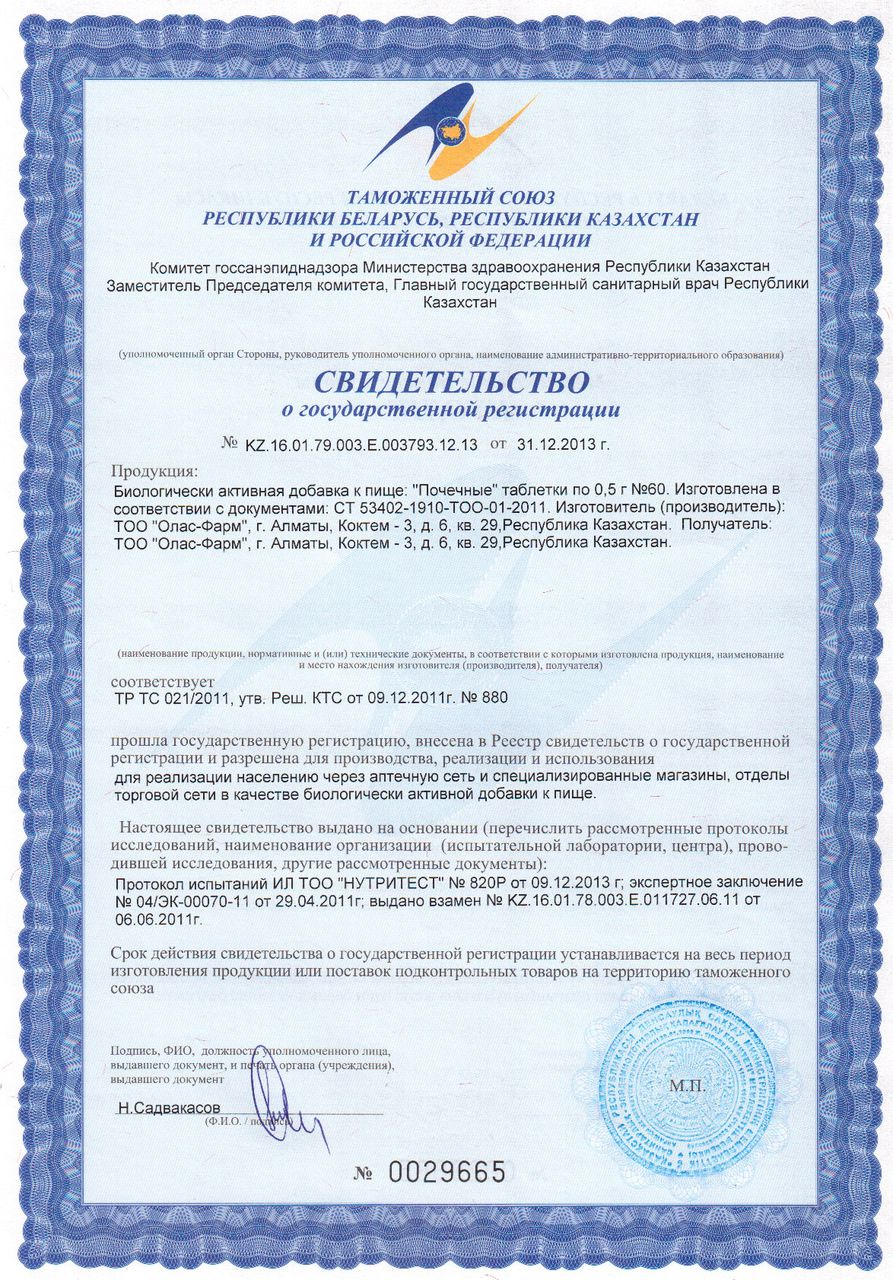 ТАМОЖЕННЫЙ СОЮЗ
РЕСПУБЛИКИ БЕЛАРУСЬ, РЕСПУБЛИКИ КАЗАХСТАН
И РОССИЙСКОЙ ФЕДЕРАЦИИ
Комитет госсанэпиднадзора Министерства здравоохранения Республики Казахстан
Заместитель Председателя комитета, Главный государственный санитарный врач Республики
Казахстан
(уполномоченный орган Стороны, руководитель уполномоченного органа, наименование административно-территориального образования)
СВИДЕТЕЛЬСТВО
о государственной регистрации
№ KZ.16.01.79.003.E.003793.12.13 от 31.12.2013 г.
Продукция:
Биологически активная добавка к пище: "Почечные" таблетки по 0,5 г №60. Изготовлена в
соответствии с документами: СТ 53402-1910-ТОО-01-2011. Изготовитель (производитель):
ТОО "Олас-Фарм", г. Алматы, Коктем - 3, д. 6, кв. 29,Республика Казахстан. Получатель:
ТОО "Олас-Фарм", г. Алматы, Коктем - 3, д. 6, кв. 29,Республика Казахстан.
(наименование продукции, нормативные и (или) технические документы, в соответствии с которыми изготовлена продукция, наименование
и место нахождения изготовителя (производителя), получателя)
соответствует
ТР ТС 021/2011, утв. Реш. КТС от 09.12.2011г. № 880
прошла государственную регистрацию, внесена в Реестр свидетельств о государственной
регистрации и разрешена для производства, реализации и использования
для реализации населению через аптечную сеть и специализированные магазины, отделы
торговой сети в качестве биологически активной добавки к пище.
Настоящее свидетельство выдано на основании (перечислить рассмотренные протоколы
исследований, наименование организации (испытательной лаборатории, центра), прово-
дившей исследования, другие рассмотренные документы):
Протокол испытаний ИЛ ТОО "НУТРИТЕСТ" № 820Р от 09.12.2013 г; экспертное заключение
№ 04/ЭК-00070-11 от 29.04.2011г; выдано взамен № KZ.16.01.78.003.E.011727.06.11 от
06.06.2011г.
Срок действия свидетельства о государственной регистрации устанавливается на весь период
изготовления продукции или поставок подконтрольных товаров на территорию таможенного
союза
Подпись, ФИО, должность уполномоченного лица,
выдавшего документ, и печать органа (учреждения),
выдавшего документ
Н.Садвакасов
(Ф.И.О. / подпись)
М.П.
№ 0029665